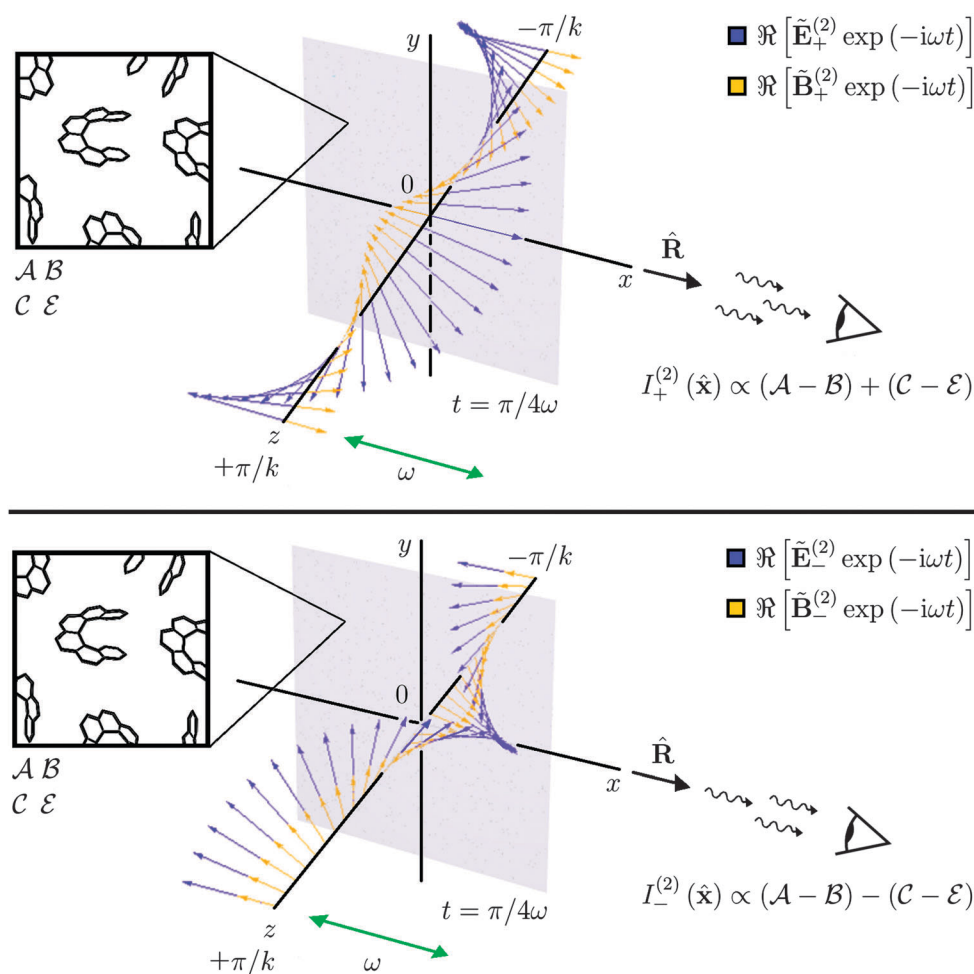 y
−π/k
ℜ [Ẽ₊⁽²⁾ exp (−iωt)]
ℜ [B̃₊⁽²⁾ exp (−iωt)]
0
𝒜 ℬ
𝒞 ℰ
x
R̂
I₊⁽²⁾ (x̂) ∝ (𝒜 − ℬ) + (𝒞 − ℰ)
t = π/4ω
z
+π/k
ω
y
−π/k
ℜ [Ẽ₋⁽²⁾ exp (−iωt)]
ℜ [B̃₋⁽²⁾ exp (−iωt)]
0
𝒜 ℬ
𝒞 ℰ
x
R̂
I₋⁽²⁾ (x̂) ∝ (𝒜 − ℬ) − (𝒞 − ℰ)
t = π/4ω
z
+π/k
ω